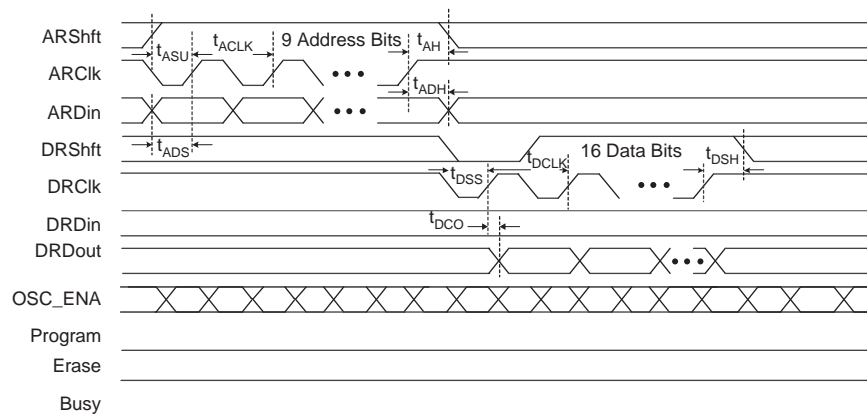 ARShft
tASU
tACLK
9 Address Bits
tAH
ARClk
tADH
ARDin
tADS
DRShft
16 Data Bits
tDCLK
tDSH
tDSS
DRClk
DRDin
tDCO
DRDout
OSC_ENA
Program
Erase
Busy